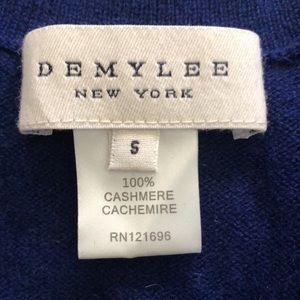 DEMYLEE
NEW YORK
S
100%
CASHMERE
CACHEMIRE
RN121696